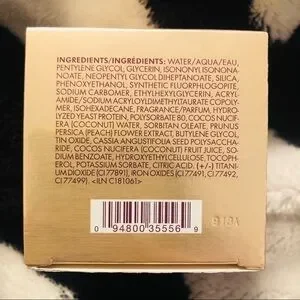 INGREDIENTS/INGRÉDIENTS: WATER/AQUA/EAU,
PENTYLENE GLYCOL, GLYCERIN, ISONONYL ISONONA-
NOATE, NEOPENTYL GLYCOL DIHEPTANOATE, SILICA,
PHENOXYETHANOL, SYNTHETIC FLUORPHLOGOPITE,
SODIUM CARBOMER, ETHYLHEXYLGLYCERIN, ACRYL-
AMIDE/SODIUM ACRYLOYLDIMETHYLTAURATE COPOLY-
MER, ISOHEXADECANE, FRAGRANCE/PARFUM, HYDRO-
LYZED YEAST PROTEIN, POLYSORBATE 80, COCOS NUCIF-
ERA (COCONUT) WATER, SORBITAN OLEATE, PRUNUS
PERSICA (PEACH) FLOWER EXTRACT, BUTYLENE GLYCOL,
TIN OXIDE, CASSIA ANGUSTIFOLIA SEED POLYSACCHA-
RIDE, COCOS NUCIFERA (COCONUT) FRUIT JUICE, SO-
DIUM BENZOATE, HYDROXYETHYLCELLULOSE, TOCOPH-
EROL, POTASSIUM SORBATE, CITRIC ACID. (+/-) TITANI-
UM DIOXIDE (CI 77891), IRON OXIDES (CI 77491, CI 77492,
CI 77499). <ILN C181061>
0 94800 35556 9